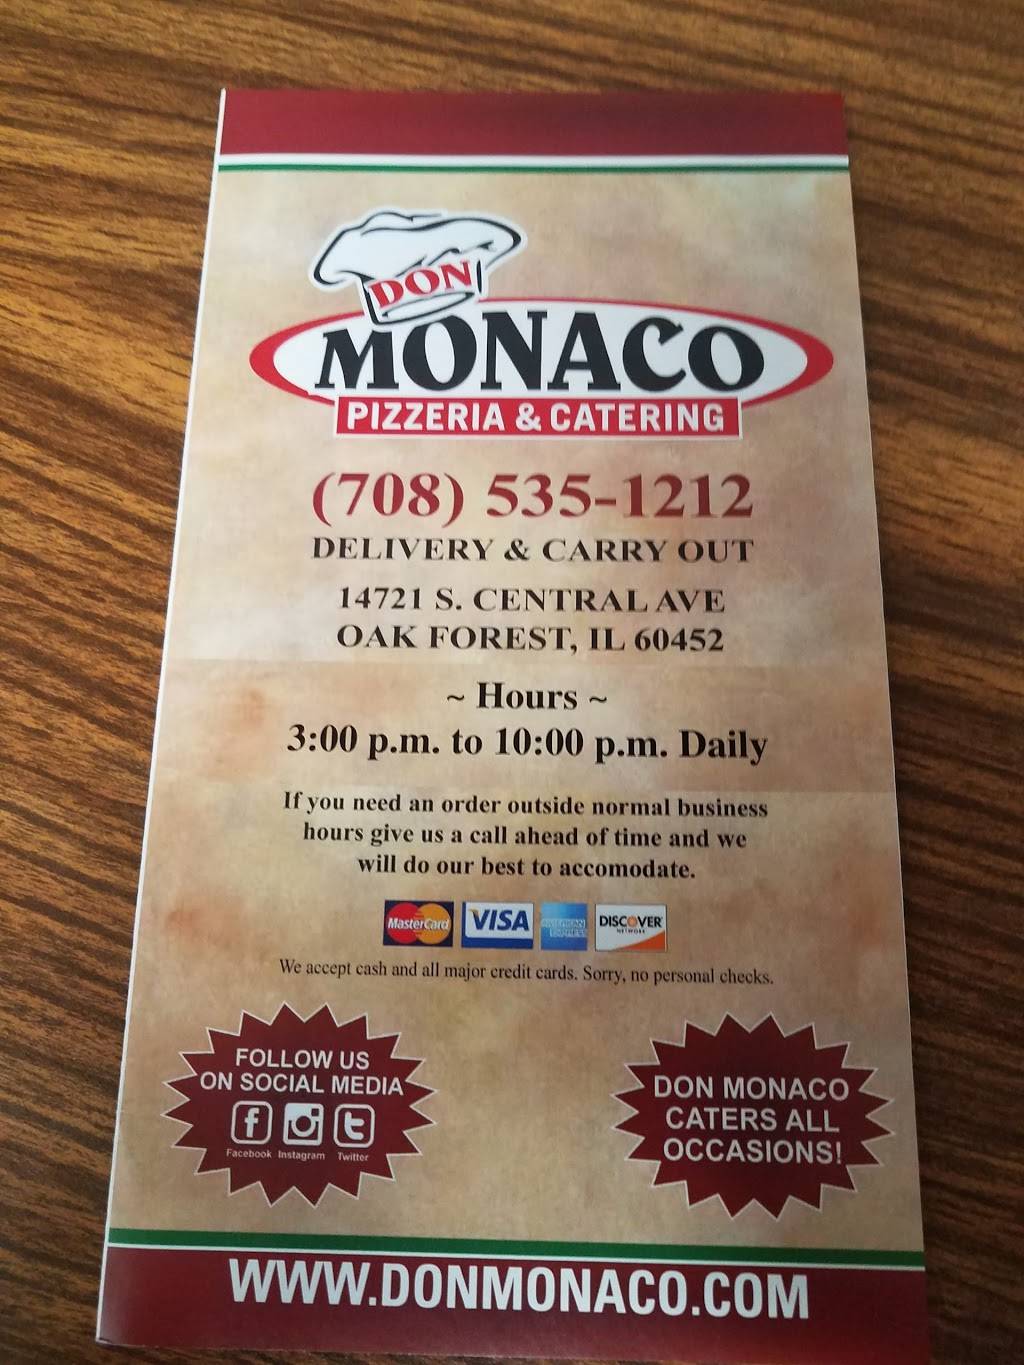 DON
MONACO
PIZZERIA & CATERING
(708) 535-1212
DELIVERY & CARRY OUT
14721 S. CENTRAL AVE
OAK FOREST, IL 60452
~ Hours ~
3:00 p.m. to 10:00 p.m. Daily
If you need an order outside normal business
hours give us a call ahead of time and we
will do our best to accomodate.
MasterCard VISA AMERICAN EXPRESS DISCOVER NETWORK
We accept cash and all major credit cards. Sorry, no personal checks.
FOLLOW US
ON SOCIAL MEDIA
Facebook Instagram Twitter
DON MONACO
CATERS ALL
OCCASIONS!
WWW.DONMONACO.COM